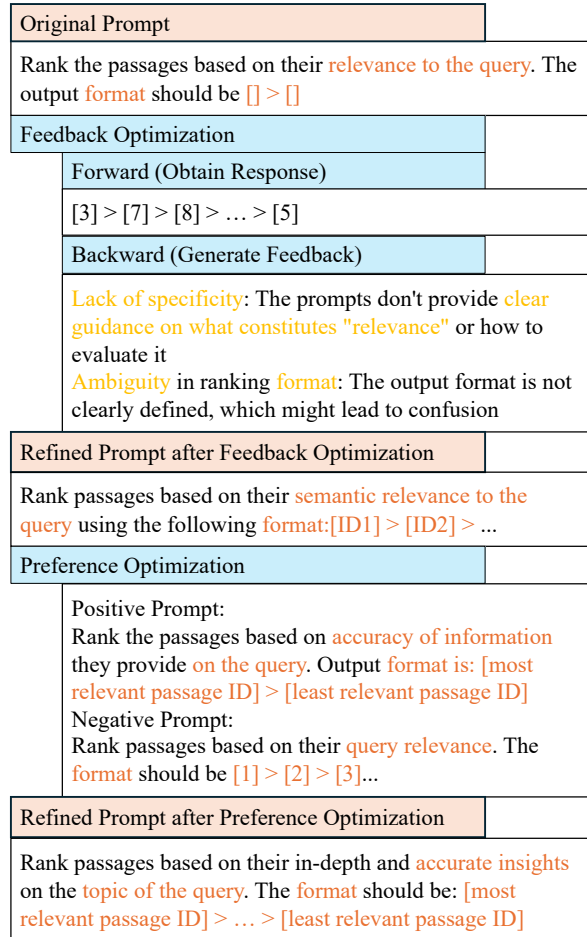 Original Prompt
Rank the passages based on their relevance to the query. The
output format should be [] > []
Feedback Optimization
Forward (Obtain Response)
[3] > [7] > [8] > … > [5]
Backward (Generate Feedback)
Lack of specificity: The prompts don't provide clear
guidance on what constitutes "relevance" or how to
evaluate it
Ambiguity in ranking format: The output format is not
clearly defined, which might lead to confusion
Refined Prompt after Feedback Optimization
Rank passages based on their semantic relevance to the
query using the following format:[ID1] > [ID2] > ...
Preference Optimization
Positive Prompt:
Rank the passages based on accuracy of information
they provide on the query. Output format is: [most
relevant passage ID] > [least relevant passage ID]
Negative Prompt:
Rank passages based on their query relevance. The
format should be [1] > [2] > [3]...
Refined Prompt after Preference Optimization
Rank passages based on their in-depth and accurate insights
on the topic of the query. The format should be: [most
relevant passage ID] > … > [least relevant passage ID]